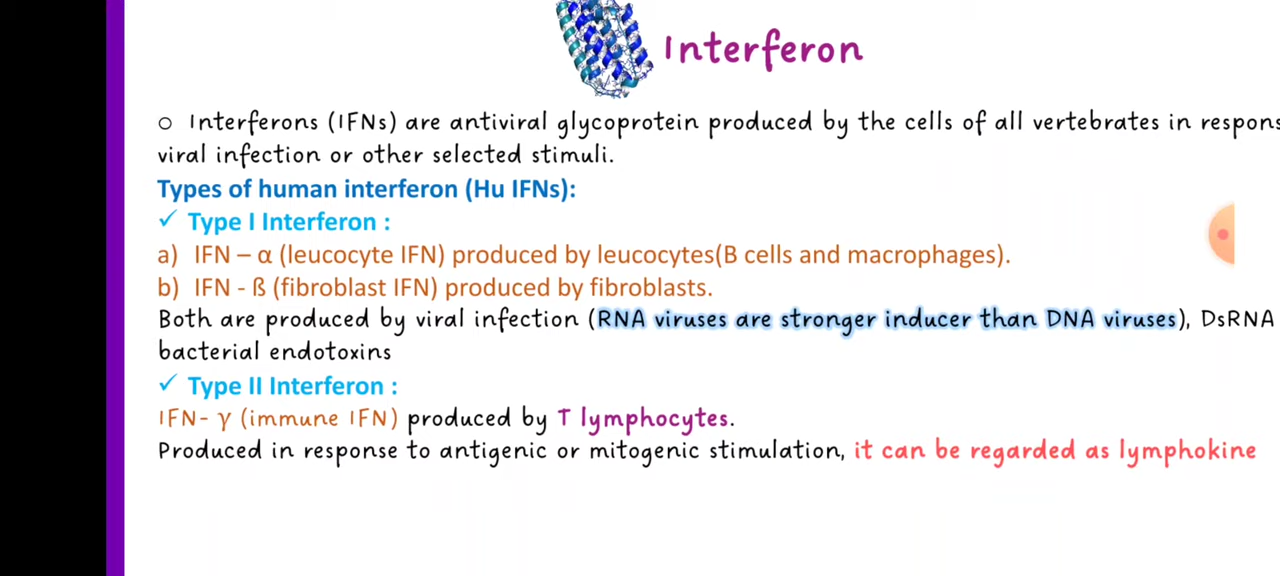 Interferon
o Interferons (IFNs) are antiviral glycoprotein produced by the cells of all vertebrates in respons
viral infection or other selected stimuli.
Types of human interferon (Hu IFNs):
✓ Type I Interferon :
a) IFN – α (leucocyte IFN) produced by leucocytes(B cells and macrophages).
b) IFN - ß (fibroblast IFN) produced by fibroblasts.
Both are produced by viral infection (RNA viruses are stronger inducer than DNA viruses), DsRNA
bacterial endotoxins
✓ Type II Interferon :
IFN- γ (immune IFN) produced by T lymphocytes.
Produced in response to antigenic or mitogenic stimulation, it can be regarded as lymphokine